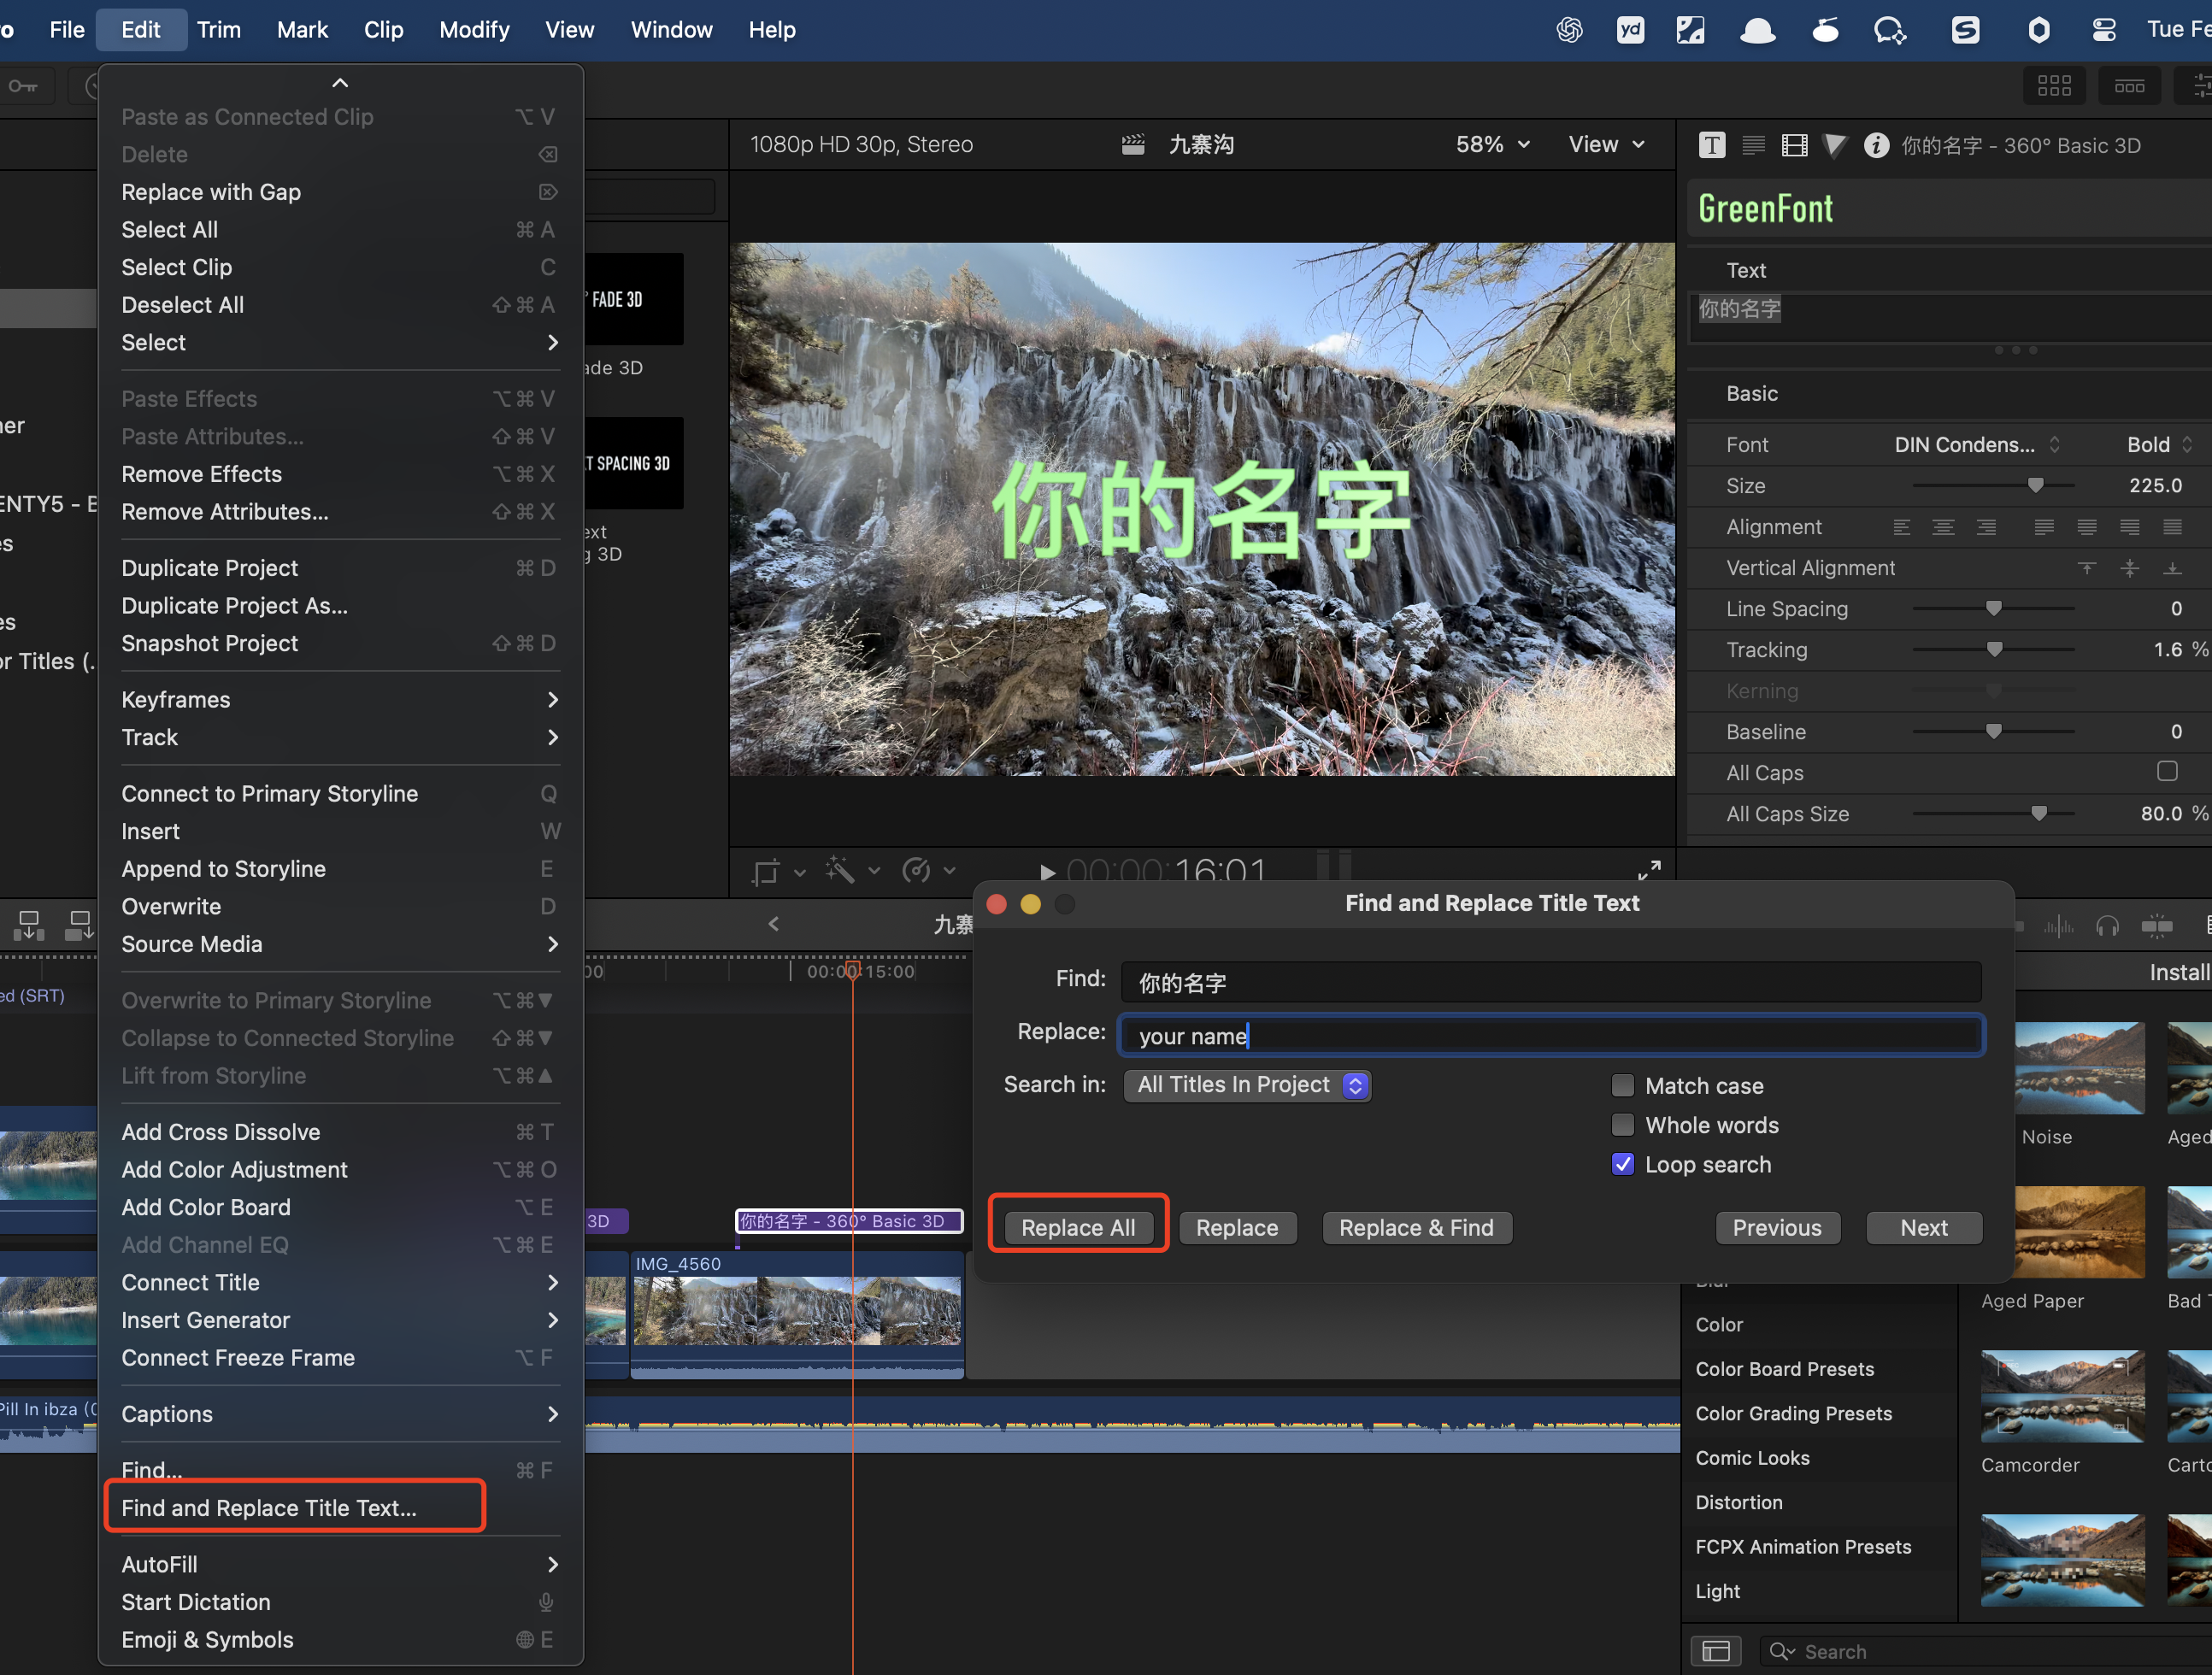 File Edit Trim Mark Clip Modify View Window Help
yd
Tue
Paste as Connected Clip ⌥ V
Delete
Replace with Gap
Select All ⌘ A
Select Clip C
Deselect All ⇧ ⌘ A
Select
Paste Effects ⌥ ⌘ V
Paste Attributes... ⇧ ⌘ V
Remove Effects ⌥ ⌘ X
Remove Attributes... ⇧ ⌘ X
Duplicate Project ⌘ D
Duplicate Project As...
Snapshot Project ⇧ ⌘ D
Keyframes
Track
Connect to Primary Storyline Q
Insert W
Append to Storyline E
Overwrite D
Source Media
Overwrite to Primary Storyline ⌥ ⌘ ▼
Collapse to Connected Storyline ⇧ ⌘ ▼
Lift from Storyline ⌥ ⌘ ▲
Add Cross Dissolve ⌘ T
Add Color Adjustment ⌥ ⌘ O
Add Color Board ⌥ E
Add Channel EQ ⌥ ⌘ E
Connect Title
Insert Generator
Connect Freeze Frame ⌥ F
Captions
Find... ⌘ F
Find and Replace Title Text...
AutoFill
Start Dictation
Emoji & Symbols E
ENTY5 - E
or Titles (.
ed (SRT)
Pill In ibza
FADE 3D
3D
T SPACING 3D
3D
1080p HD 30p, Stereo 九寨沟 58% View
你的名字
00:00:16:01
你的名字 - 360° Basic 3D
GreenFont
Text
你的名字
Basic
Font DIN Condens... Bold
Size 225.0
Alignment
Vertical Alignment
Line Spacing 0
Tracking 1.6 %
Kerning
Baseline 0
All Caps
All Caps Size 80.0 %
九寨
00:00:15:00
3D
你的名字 - 360° Basic 3D
IMG_4560
Find and Replace Title Text
Find: 你的名字
Replace: your name
Search in: All Titles In Project
Match case
Whole words
Loop search
Replace All Replace Replace & Find Previous Next
Install
Noise
Aged
Aged Paper
Bad
Camcorder
Blur
Color
Color Board Presets
Color Grading Presets
Comic Looks
Distortion
FCPX Animation Presets
Light
Search